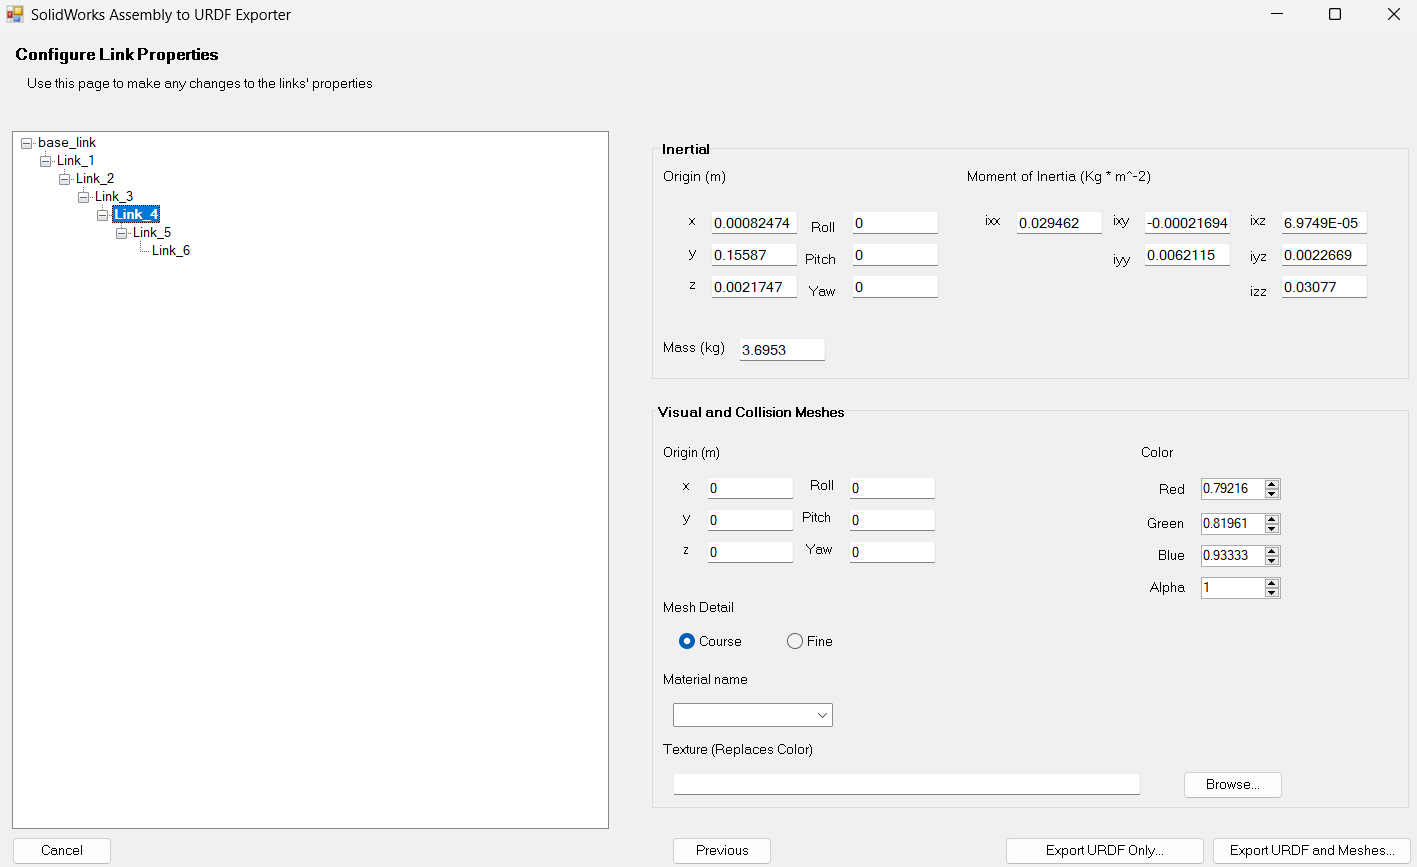 SolidWorks Assembly to URDF Exporter
Configure Link Properties
Use this page to make any changes to the links' properties
base_link
Link_1
Link_2
Link_3
Link_4
Link_5
Link_6
Inertial
Origin (m)
Moment of Inertia (Kg * m^-2)
x 0.00082474 Roll 0 ixx 0.029462 ixy -0.00021694 ixz 6.9749E-05
y 0.15587 Pitch 0 iyy 0.0062115 iyz 0.0022669
z 0.0021747 Yaw 0 izz 0.03077
Mass (kg) 3.6953
Visual and Collision Meshes
Origin (m)
Color
x 0 Roll 0 Red 0.79216
y 0 Pitch 0 Green 0.81961
z 0 Yaw 0 Blue 0.93333
Alpha 1
Mesh Detail
Course Fine
Material name
Texture (Replaces Color)
Browse...
Cancel Previous Export URDF Only... Export URDF and Meshes...